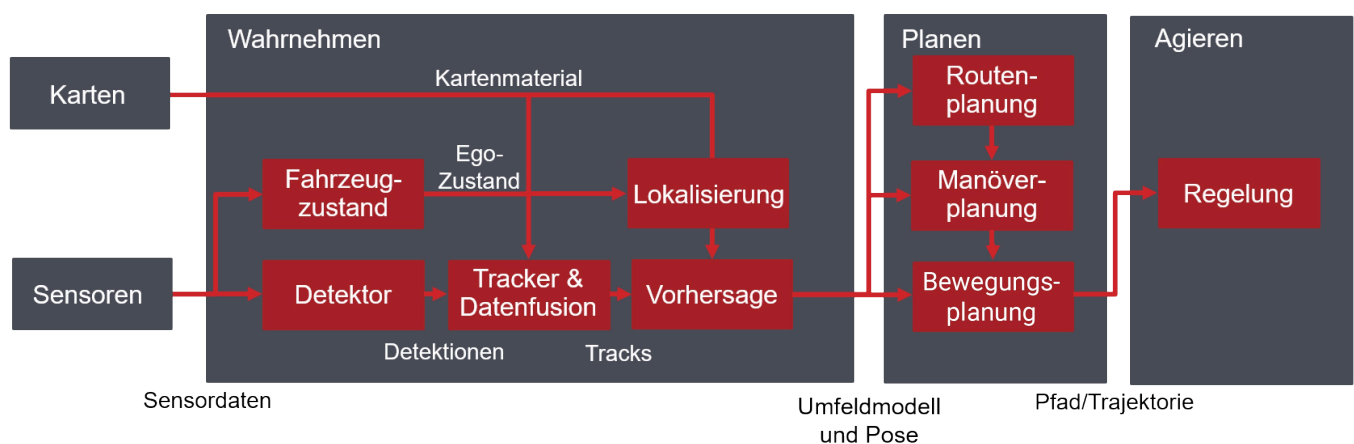 Wahrnehmen
Planen
Agieren
Karten
Kartenmaterial
Routen-
planung
Ego-
Zustand
Fahrzeug-
zustand
Lokalisierung
Manöver-
planung
Regelung
Sensoren
Detektor
Tracker &
Datenfusion
Vorhersage
Bewegungs-
planung
Detektionen
Tracks
Sensordaten
Umfeldmodell
und Pose
Pfad/Trajektorie